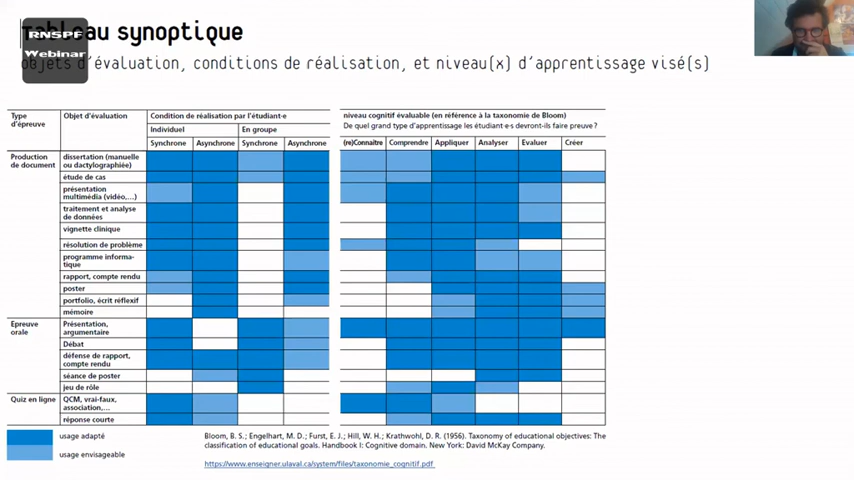 Tableau synoptique
RNSPF
Webinar
objets d'évaluation, conditions de réalisation, et niveau(x) d'apprentissage visé(s)
Type d'épreuve
Objet d'évaluation
Condition de réalisation par l'étudiant·e
niveau cognitif évaluable (en référence à la taxonomie de Bloom)
De quel grand type d'apprentissage les étudiant·e·s devront-ils faire preuve ?
Individuel
En groupe
Synchrone Asynchrone Synchrone Asynchrone
(re)Connaitre Comprendre Appliquer Analyser Evaluer Créer
Production de document
dissertation (manuelle ou dactylographiée)
étude de cas
présentation multimédia (vidéo,...)
traitement et analyse de données
vignette clinique
résolution de problème
programme informa-
tique
rapport, compte rendu
poster
portfolio, écrit réflexif
mémoire
Epreuve orale
Présentation, argumentaire
Débat
défense de rapport, compte rendu
séance de poster
jeu de rôle
Quiz en ligne
QCM, vrai-faux, association,...
réponse courte
usage adapté
usage envisageable
Bloom, B. S.; Engelhart, M. D.; Furst, E. J.; Hill, W. H.; Krathwohl, D. R. (1956). Taxonomy of educational objectives: The
classification of educational goals. Handbook I: Cognitive domain. New York: David McKay Company.
https://www.enseigner.ulaval.ca/system/files/taxonomie_cognitif.pdf